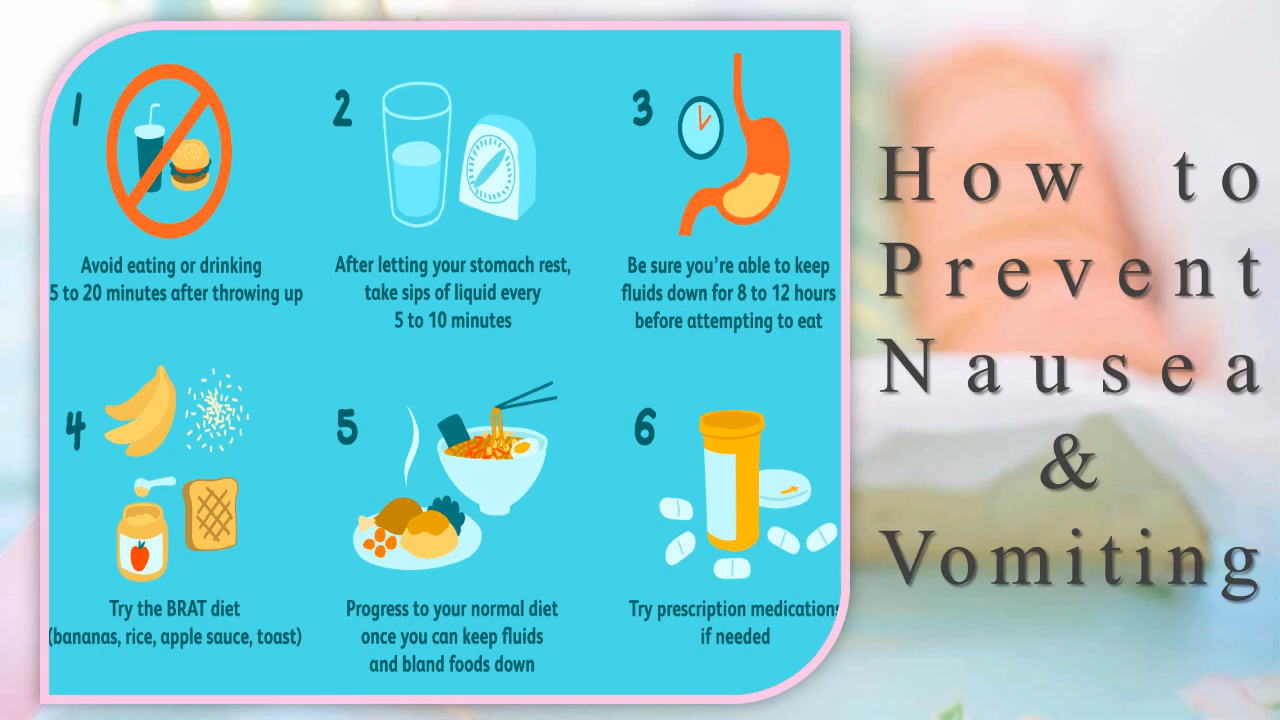 1
Avoid eating or drinking
5 to 20 minutes after throwing up
2
After letting your stomach rest,
take sips of liquid every
5 to 10 minutes
3
Be sure you're able to keep
fluids down for 8 to 12 hours
before attempting to eat
4
Try the BRAT diet
(bananas, rice, apple sauce, toast)
5
Progress to your normal diet
once you can keep fluids
and bland foods down
6
Try prescription medications
if needed
How to
Prevent
Nausea
&
Vomiting